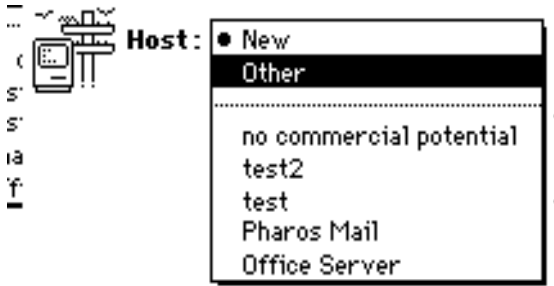 Host:
New
Other
no commercial potential
test2
test
Pharos Mail
Office Server